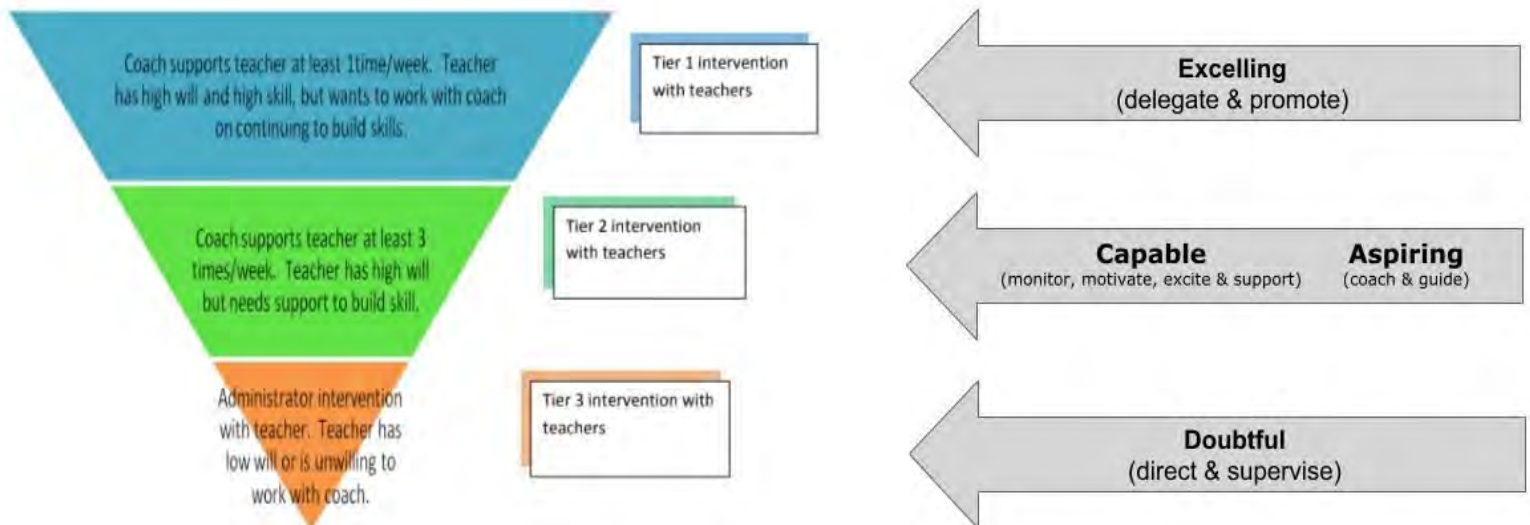 Coach supports teacher at least 1time/week. Teacher
has high will and high skill, but wants to work with coach
on continuing to build skills.
Tier 1 intervention
with teachers
Excelling
(delegate & promote)
Coach supports teacher at least 3
times/week. Teacher has high will
but needs support to build skill.
Tier 2 intervention
with teachers
Capable
(monitor, motivate, excite & support)
Aspiring
(coach & guide)
Administrator intervention
with teacher. Teacher has
low will or is unwilling to
work with coach.
Tier 3 intervention with
teachers
Doubtful
(direct & supervise)